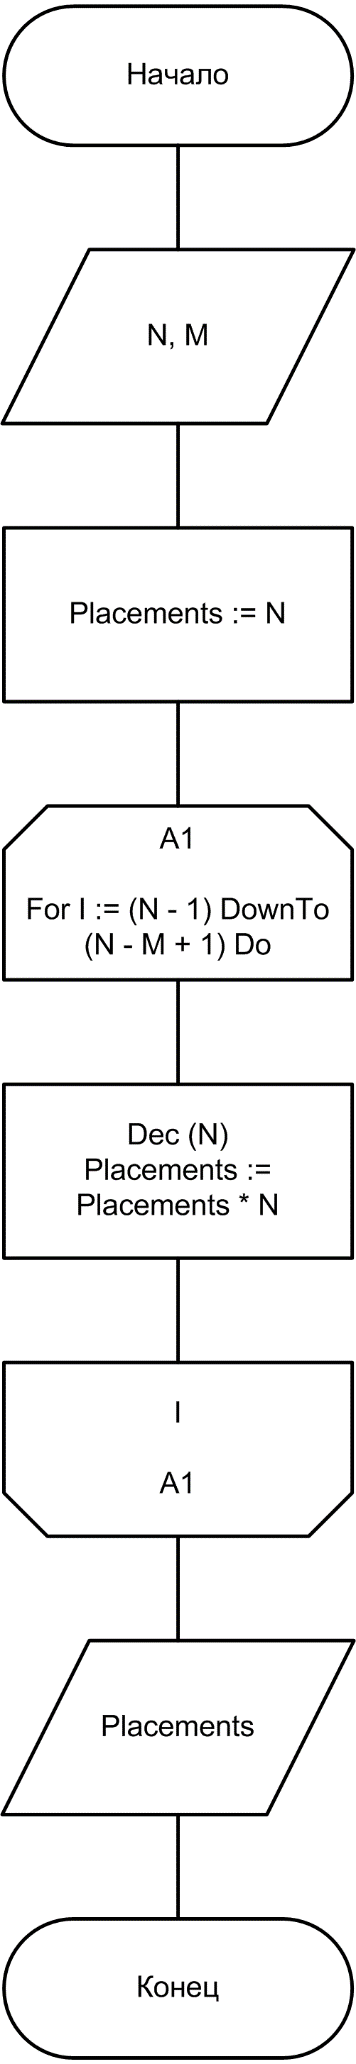 Начало
N, M
Placements := N
A1
For I := (N - 1) DownTo
(N - M + 1) Do
Dec (N)
Placements :=
Placements * N
I
A1
Placements
Конец